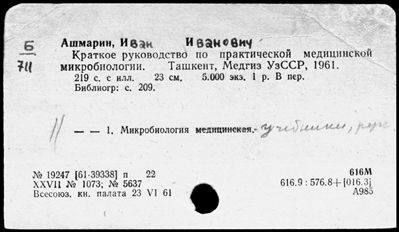 Б
711
Ашмарин, Иван Иванович
Краткое руководство по практической медицинской
микробиологии. Ташкент, Медгиз УзССР, 1961.
219 с. с илл. 23 см. 5.000 экз. 1 р. В пер.
Библиогр: с. 209.
// — — 1. Микробиология медицинская.- учебники, рук.
№ 19247 [61-39338] п 22
XXVII № 1073; № 5637
Всесоюз. кн. палата 23 VI 61
616М
616.9 : 576.8+[016.3]
А985